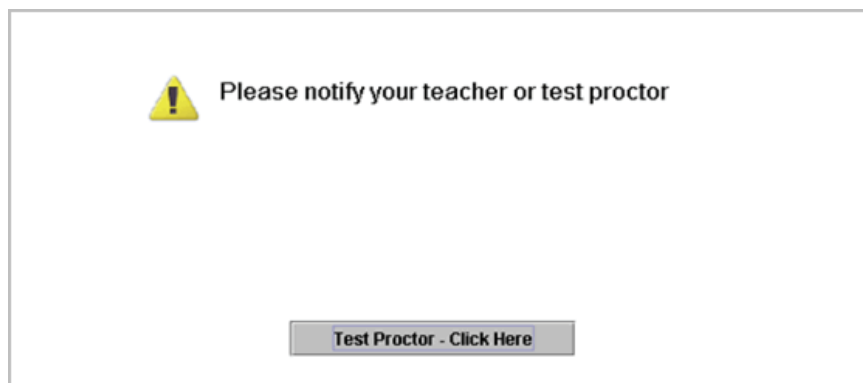 Please notify your teacher or test proctor
Test Proctor - Click Here